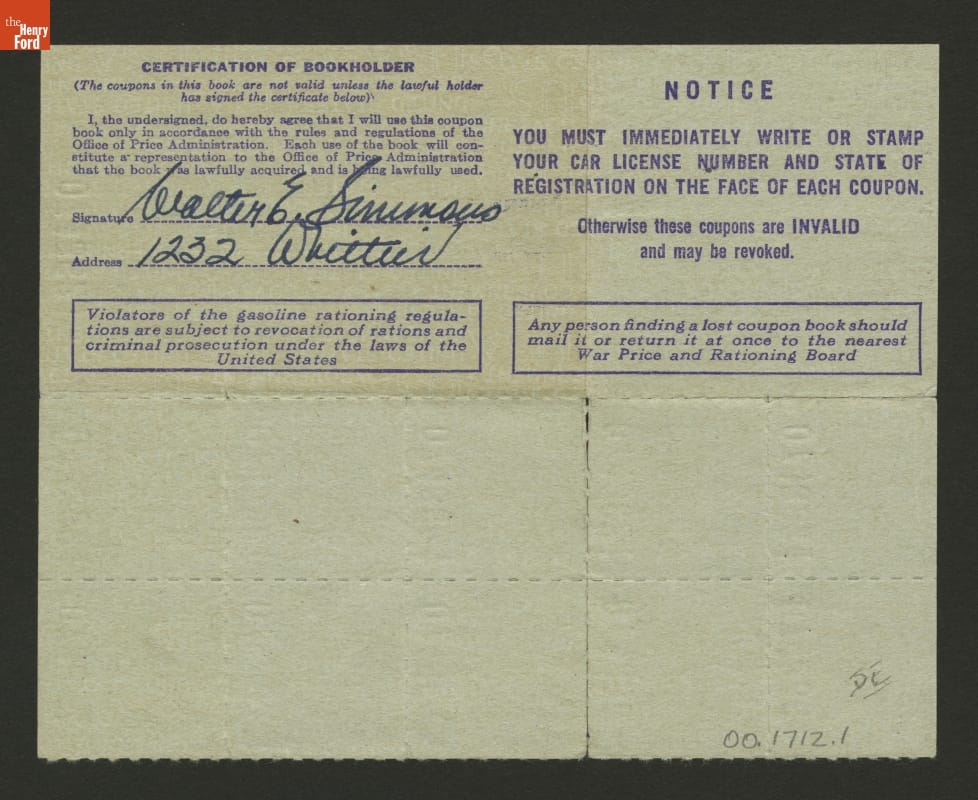 the
Henry
Ford
CERTIFICATION OF BOOKHOLDER
(The coupons in this book are not valid unless the lawful holder
has signed the certificate below)
I, the undersigned, do hereby agree that I will use this coupon
book only in accordance with the rules and regulations of the
Office of Price Administration. Each use of the book will con-
stitute a representation to the Office of Price Administration
that the book was lawfully acquired and is being lawfully used.
Signature Walter E. Simmons
Address 1232 Whittier
Violators of the gasoline rationing regula-
tions are subject to revocation of rations and
criminal prosecution under the laws of the
United States
NOTICE
YOU MUST IMMEDIATELY WRITE OR STAMP
YOUR CAR LICENSE NUMBER AND STATE OF
REGISTRATION ON THE FACE OF EACH COUPON.
Otherwise these coupons are INVALID
and may be revoked.
Any person finding a lost coupon book should
mail it or return it at once to the nearest
War Price and Rationing Board
00.1712.1